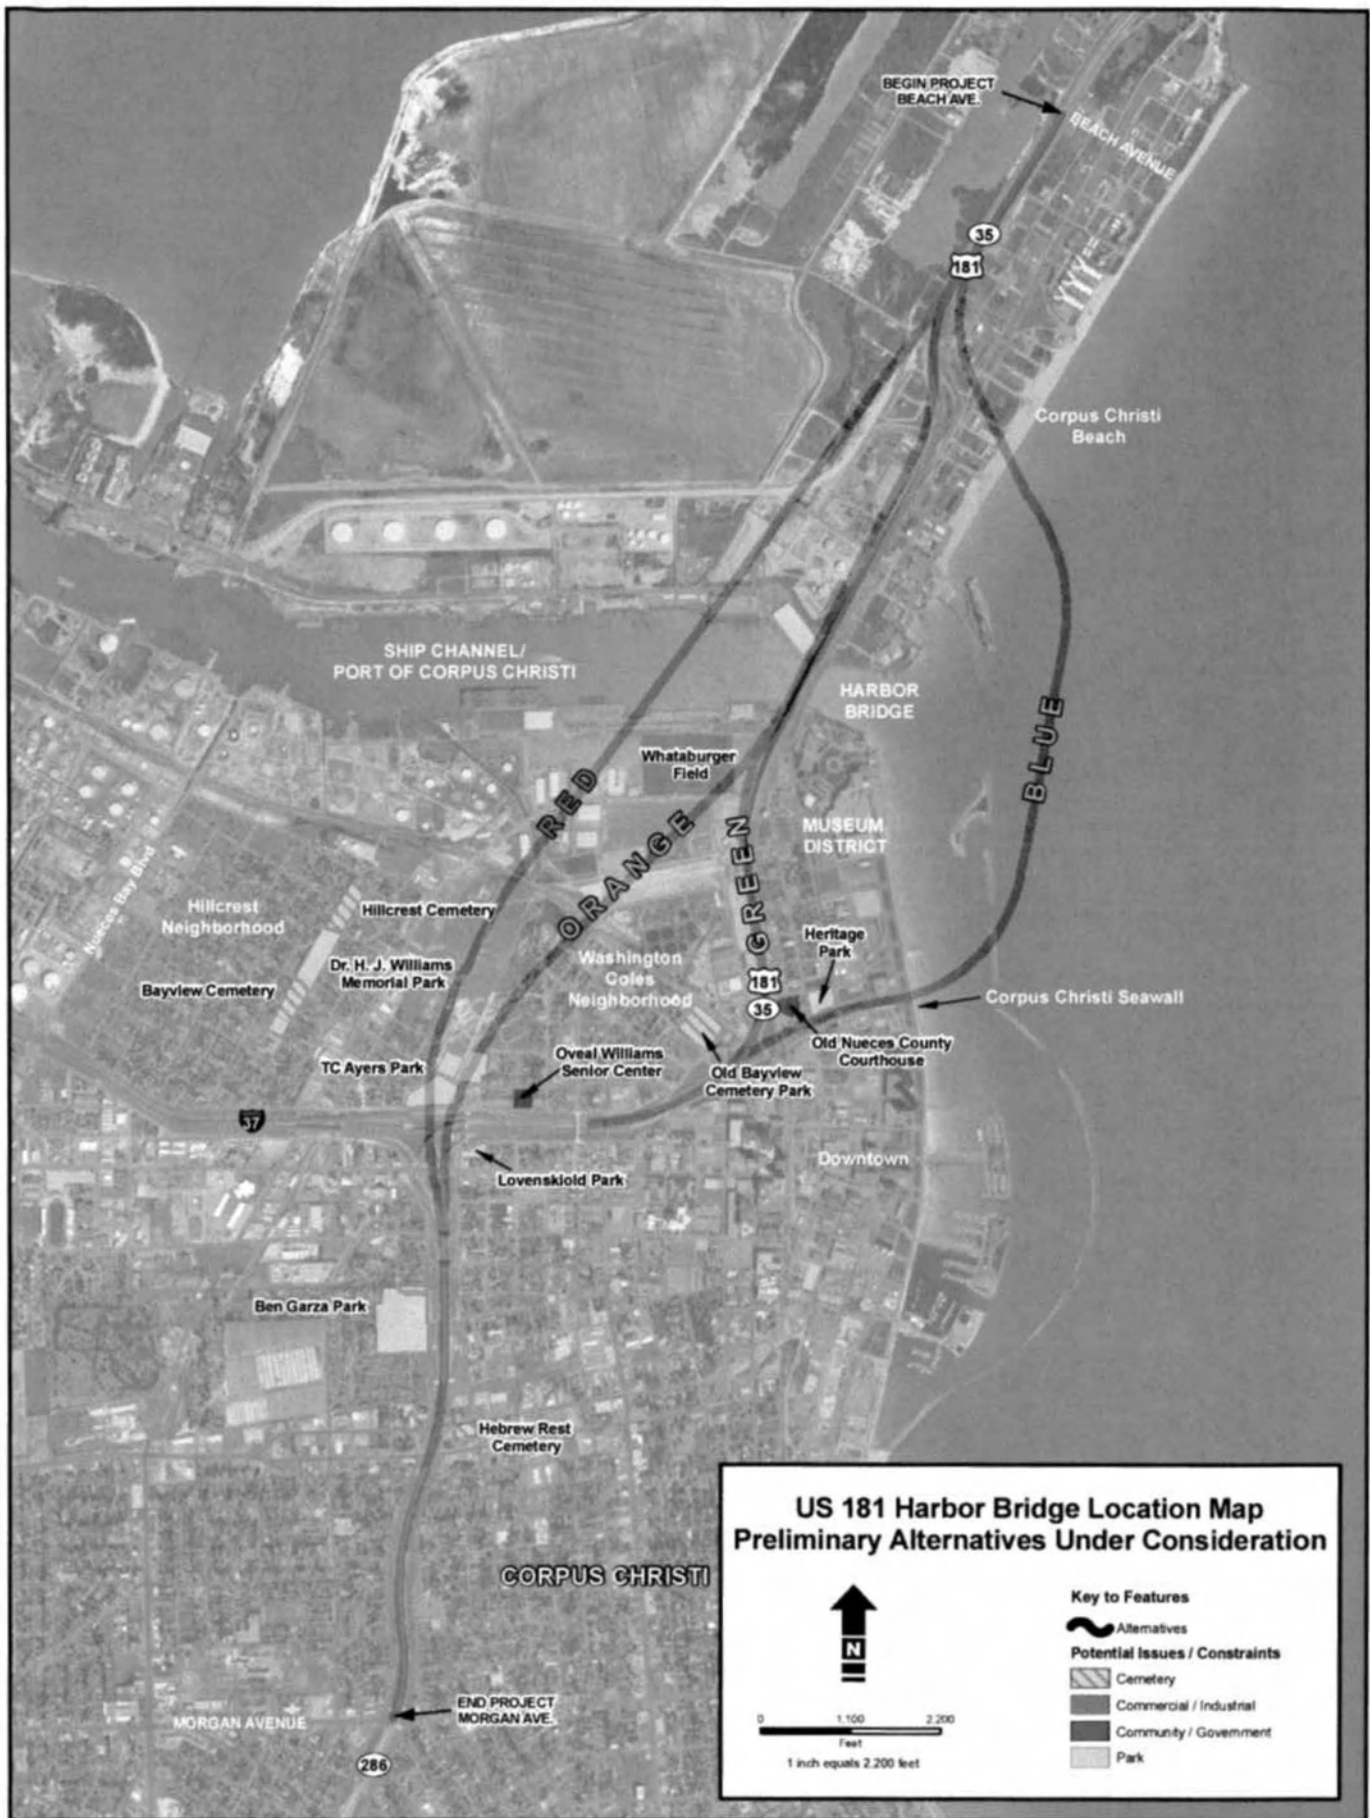 BEGIN PROJECT
BEACH AVE.
BEACH AVENUE
35
181
Corpus Christi
Beach
SHIP CHANNEL/
PORT OF CORPUS CHRISTI
HARBOR
BRIDGE
BLUE
Whataburger
Field
RED
ORANGE
GREEN
MUSEUM
DISTRICT
Nueces Bay Blvd
Hillcrest
Neighborhood
Hillcrest Cemetery
Heritage
Park
Washington
Coles
Neighborhood
Dr. H. J. Williams
Memorial Park
Bayview Cemetery
181
35
Corpus Christi Seawall
Old Nueces County
Courthouse
Oveal Williams
Senior Center
TC Ayers Park
Old Bayview
Cemetery Park
37
Downtown
Lovenskiold Park
Ben Garza Park
Hebrew Rest
Cemetery
CORPUS CHRISTI
END PROJECT
MORGAN AVE.
MORGAN AVENUE
286
US 181 Harbor Bridge Location Map
Preliminary Alternatives Under Consideration
N
0 1,100 2,200
Feet
1 inch equals 2,200 feet
Key to Features
Alternatives
Potential Issues / Constraints
Cemetery
Commercial / Industrial
Community / Government
Park